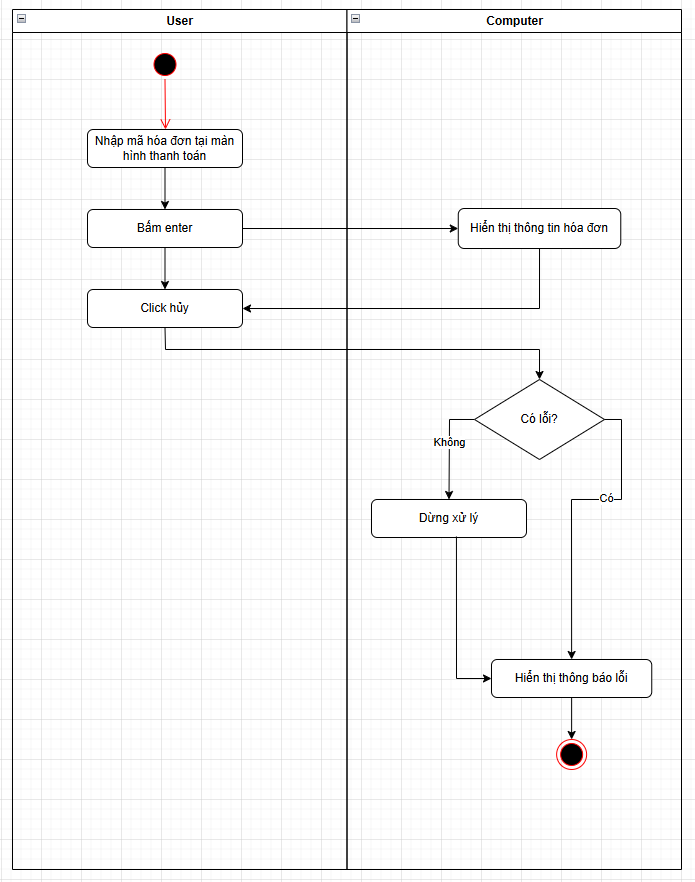 User
Computer
Nhập mã hóa đơn tại màn
hình thanh toán
Bấm enter
Hiển thị thông tin hóa đơn
Click hủy
Có lỗi?
Không
Có
Dừng xử lý
Hiển thị thông báo lỗi